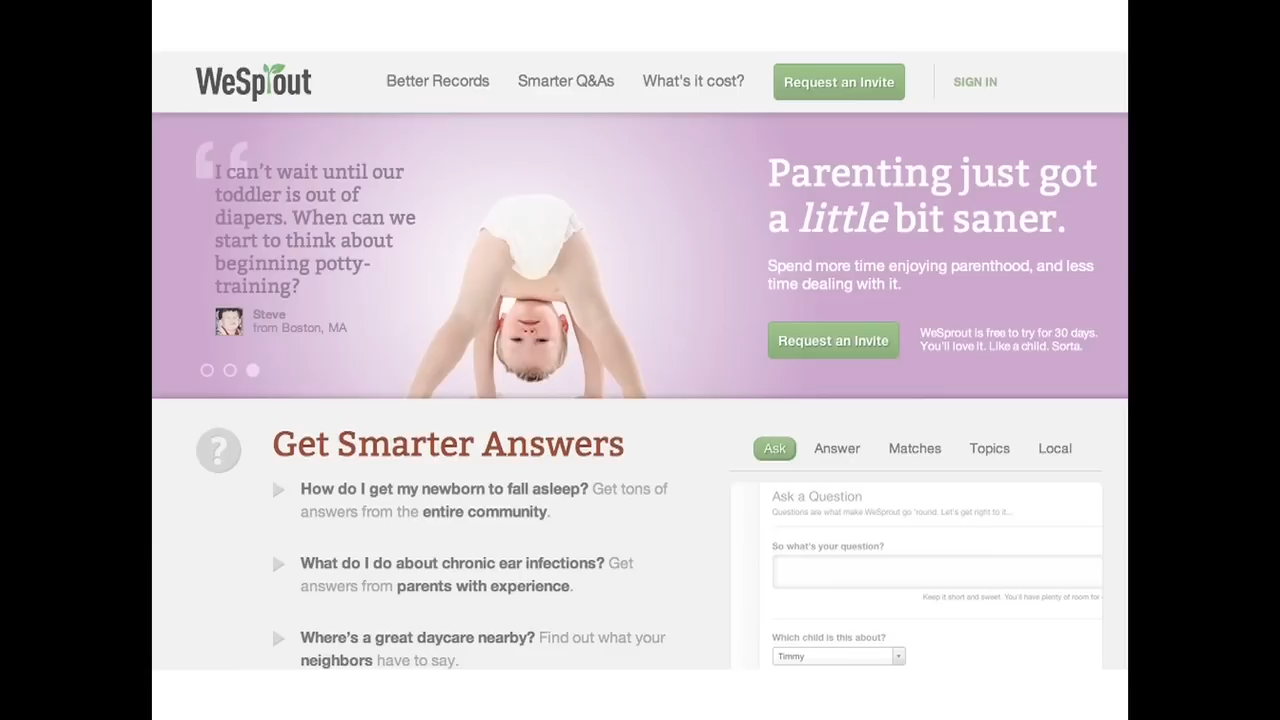 WeSprout
Better Records
Smarter Q&As
What's it cost?
Request an Invite
SIGN IN
“
I can’t wait until our
toddler is out of
diapers. When can we
start to think about
beginning potty-
training?
Steve
from Boston, MA
Parenting just got
a little bit saner.
Spend more time enjoying parenthood, and less
time dealing with it.
Request an Invite
WeSprout is free to try for 30 days.
You'll love it. Like a child. Sorta.
?
Get Smarter Answers
How do I get my newborn to fall asleep? Get tons of
answers from the entire community.
What do I do about chronic ear infections? Get
answers from parents with experience.
Where’s a great daycare nearby? Find out what your
neighbors have to say.
Ask
Answer
Matches
Topics
Local
Ask a Question
Questions are what make WeSprout go 'round. Let's get right to it...
So what's your question?
Keep it short and sweet. You'll have plenty of room for
Which child is this about?
Timmy